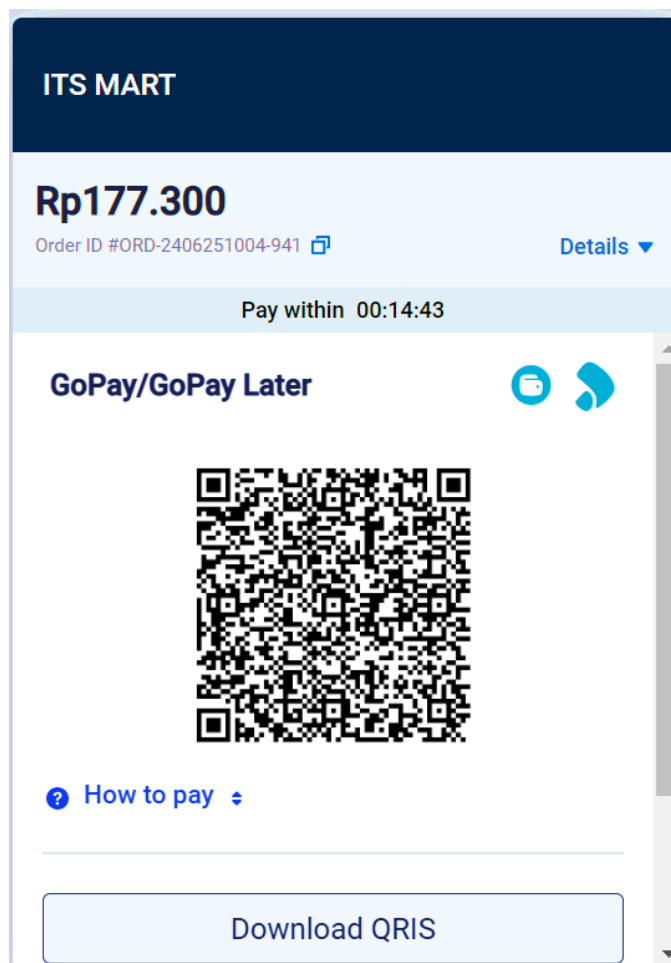 ITS MART
Rp177.300
Order ID #ORD-2406251004-941
Details
Pay within 00:14:43
GoPay/GoPay Later
How to pay
Download QRIS